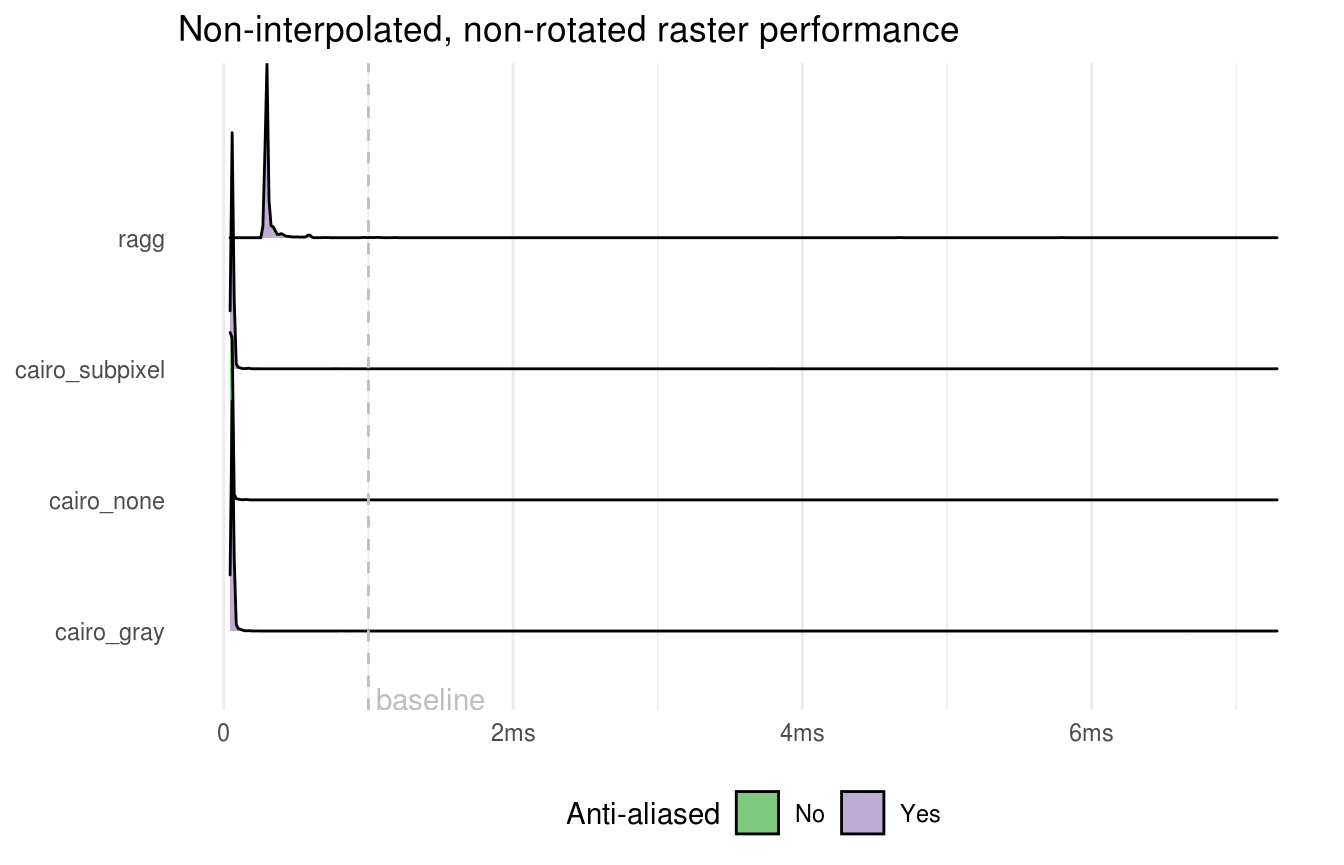 Non-interpolated, non-rotated raster performance
ragg
cairo_subpixel
cairo_none
cairo_gray
baseline
0 2ms 4ms 6ms
Anti-aliased No Yes